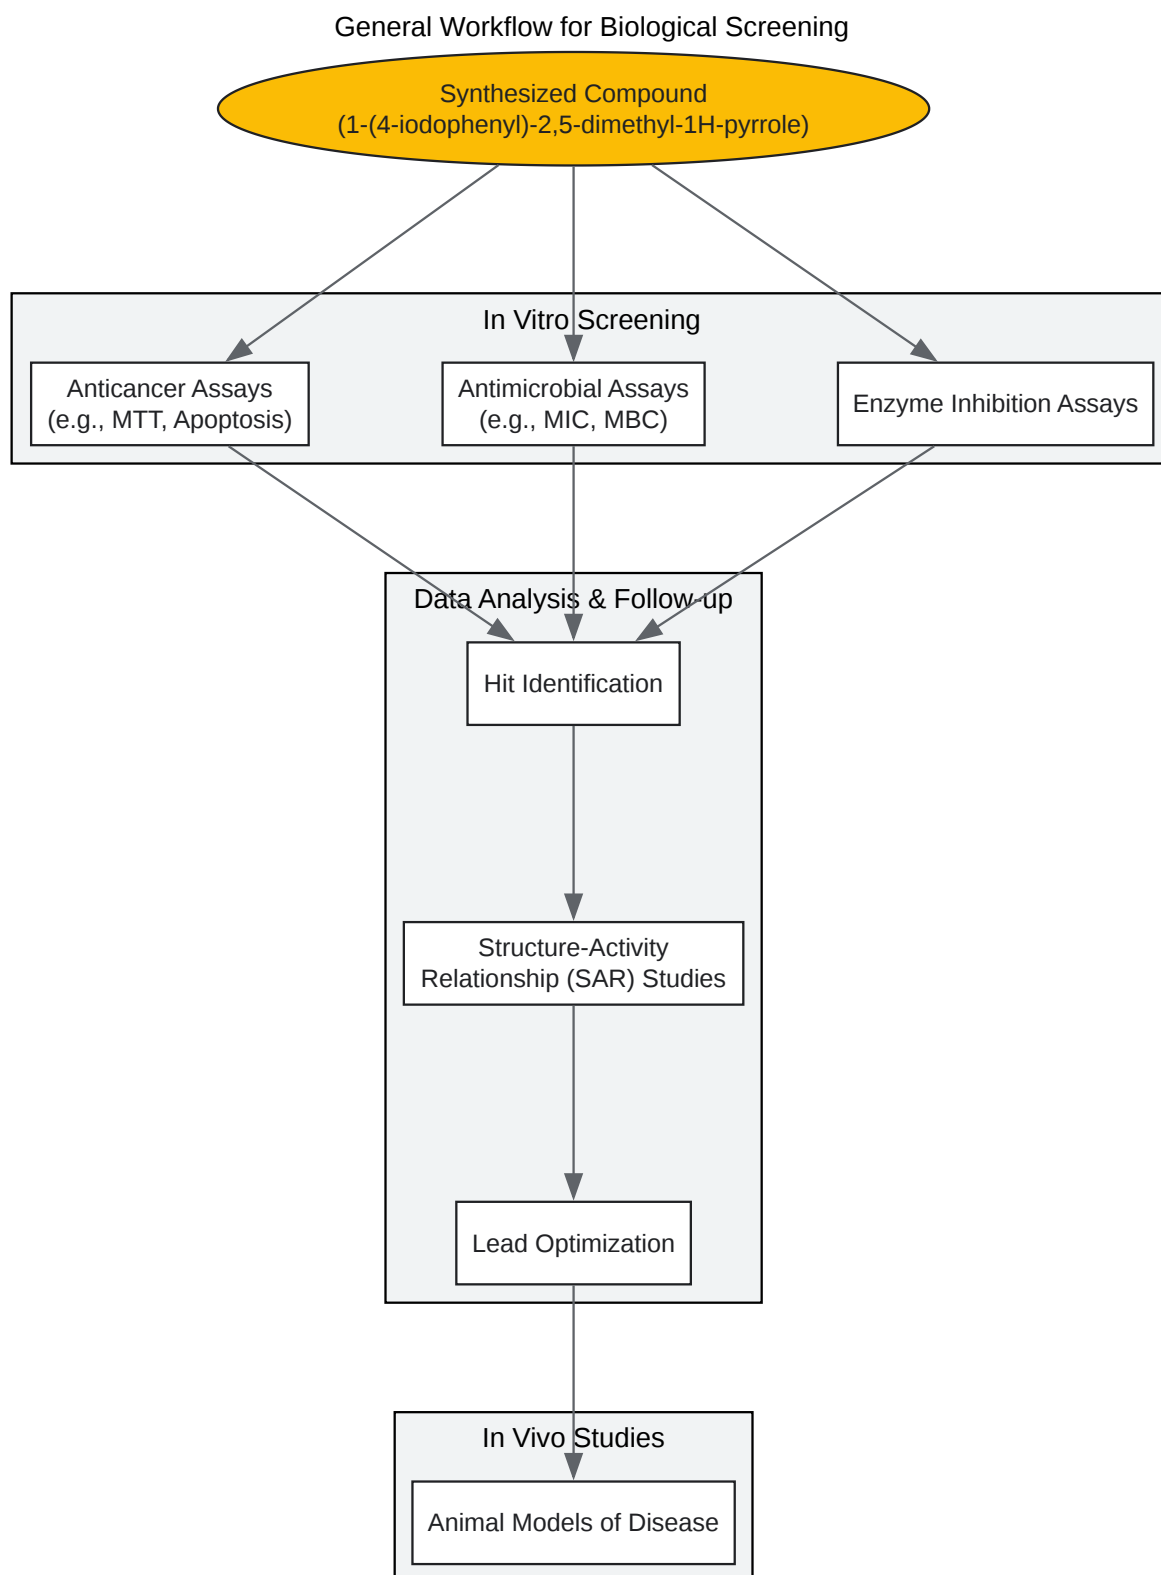 General Workflow for Biological Screening
Synthesized Compound
(1-(4-iodophenyl)-2,5-dimethyl-1H-pyrrole)
In Vitro Screening
Anticancer Assays
(e.g., MTT, Apoptosis)
Antimicrobial Assays
(e.g., MIC, MBC)
Enzyme Inhibition Assays
Data Analysis & Follow-up
Hit Identification
Structure-Activity
Relationship (SAR) Studies
Lead Optimization
In Vivo Studies
Animal Models of Disease